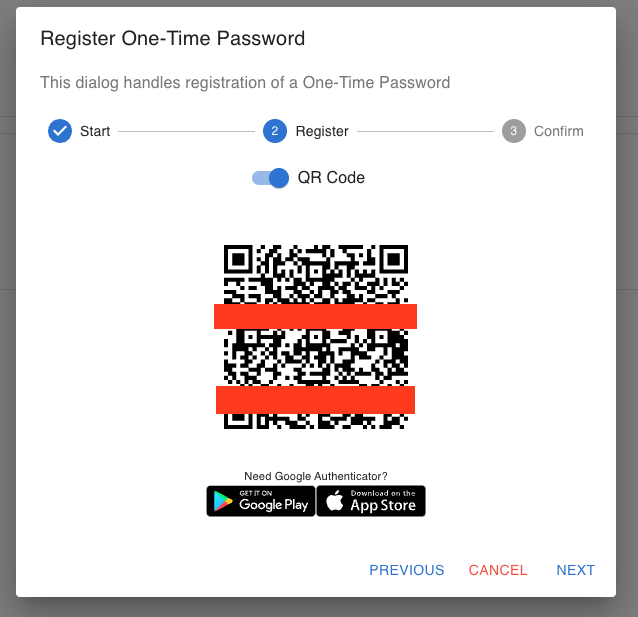 Register One-Time Password
This dialog handles registration of a One-Time Password
Start
2
Register
3
Confirm
QR Code
Need Google Authenticator?
GET IT ON
Google Play
Download on the
App Store
PREVIOUS
CANCEL
NEXT